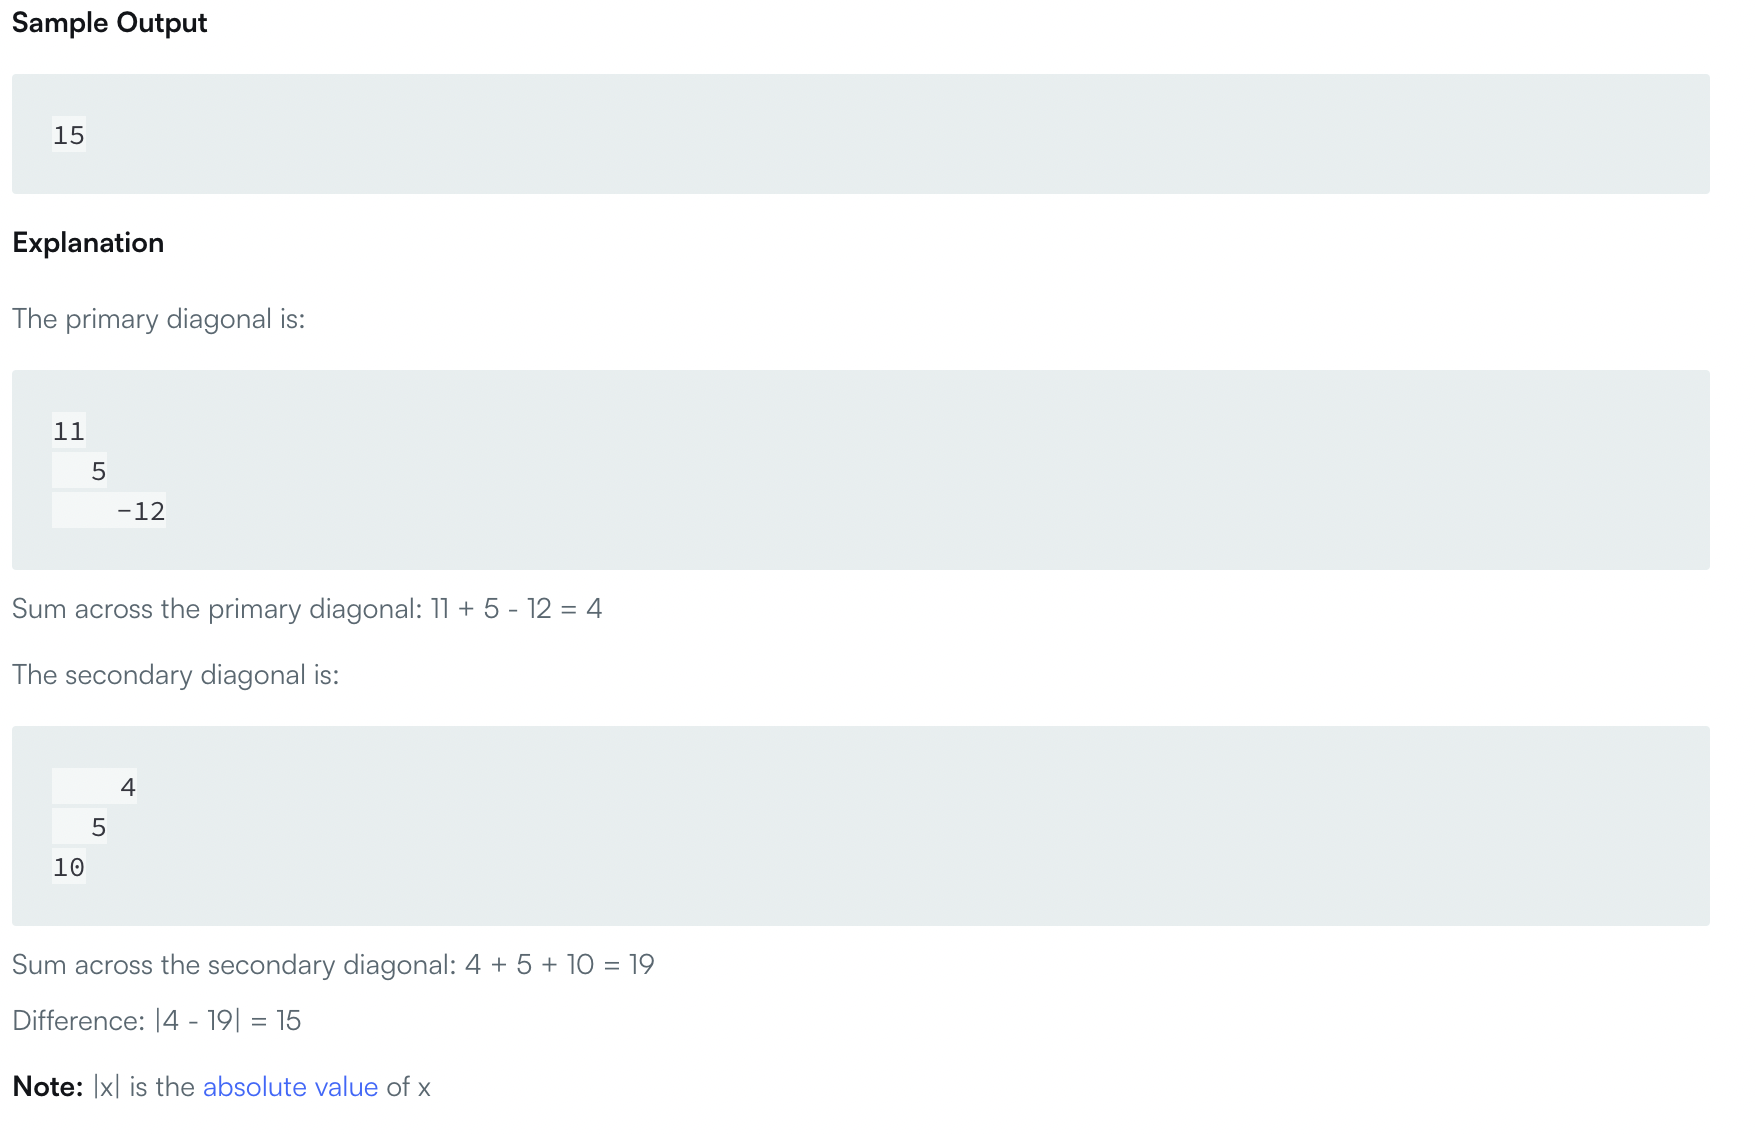 Sample Output
15
Explanation
The primary diagonal is:
11
5
-12
Sum across the primary diagonal: 11 + 5 - 12 = 4
The secondary diagonal is:
4
5
10
Sum across the secondary diagonal: 4 + 5 + 10 = 19
Difference: |4 - 19| = 15
Note: |x| is the absolute value of x